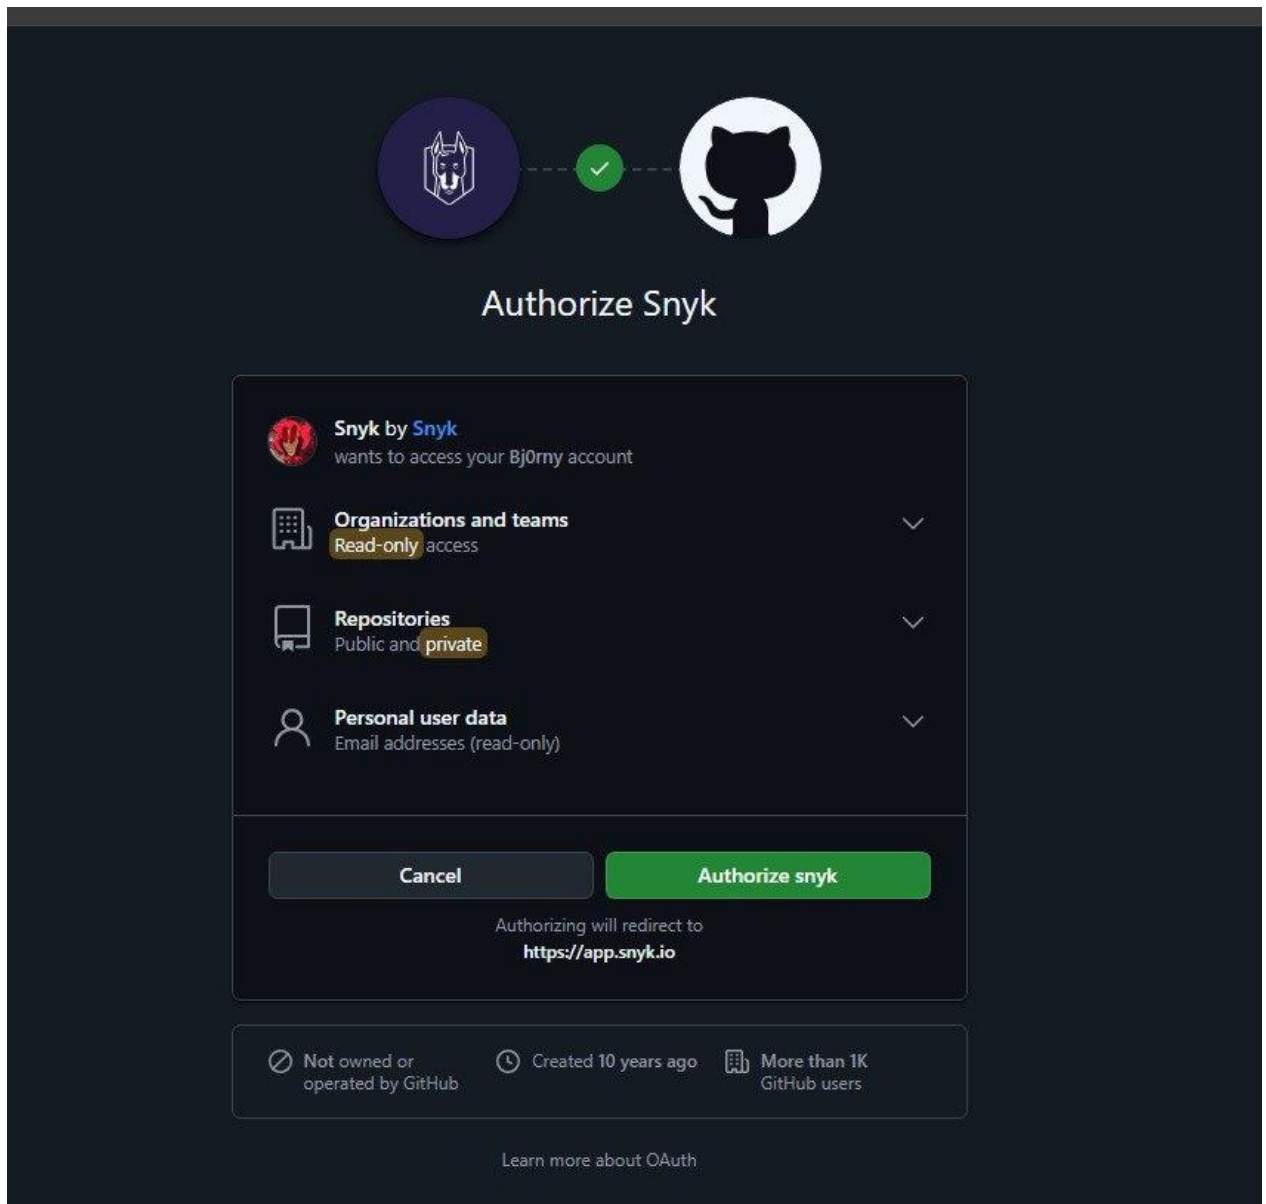 Authorize Snyk
Snyk by Snyk
wants to access your Bj0rny account
Organizations and teams
Read-only access
Repositories
Public and private
Personal user data
Email addresses (read-only)
Cancel
Authorize snyk
Authorizing will redirect to
https://app.snyk.io
Not owned or
operated by GitHub
Created 10 years ago
More than 1K
GitHub users
Learn more about OAuth